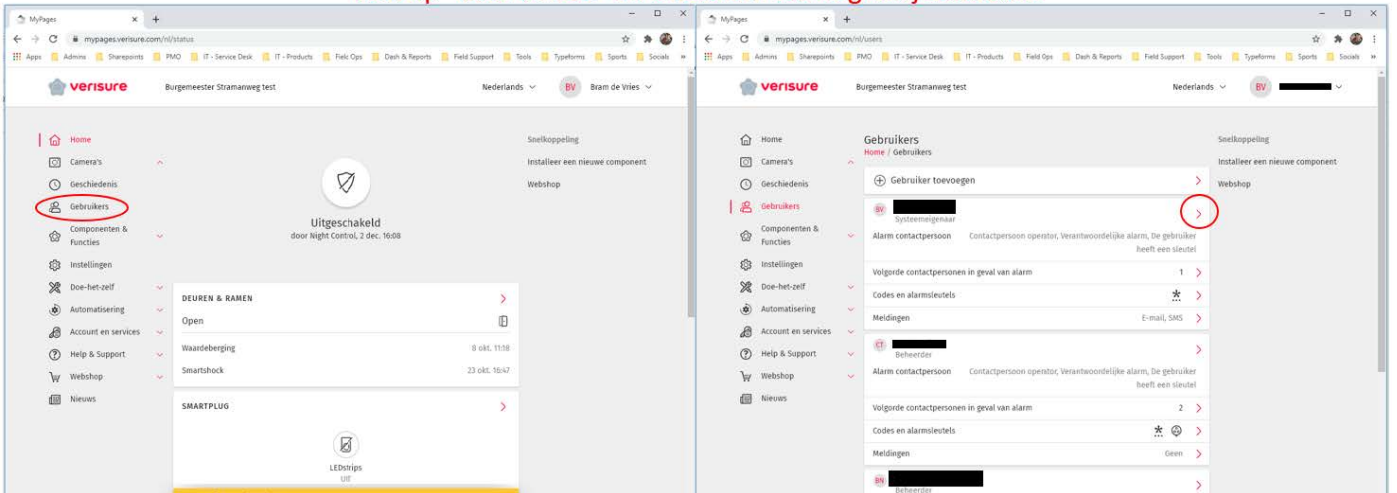 MyPages
mypages.verisure.com/nl/status
Apps Admins Sharepoints PMO IT - Service Desk IT - Products Field Ops Dash & Reports Field Support Tools Typeforms Sports Socials
verisure Burgemeester Stramanweg test Nederlands BV Bram de Vries
Home
Camera's
Geschiedenis
Gebruikers
Componenten &
Functies
Instellingen
Doe-het-zelf
Automatisering
Account en services
Help & Support
Webshop
Nieuws
Uitgeschakeld
door Night Control, 2 dec. 16:08
DEUREN & RAMEN
Open
Waardeberging 8 okt. 11:18
Smartshock 23 okt. 16:47
SMARTPLUG
LEDstrips
Uit
Snelkoppeling
Installeer een nieuwe component
Webshop
MyPages
mypages.verisure.com/nl/users
Apps Admins Sharepoints PMO IT - Service Desk IT - Products Field Ops Dash & Reports Field Support Tools Typeforms Sports Socials
verisure Burgemeester Stramanweg test Nederlands BV
Home
Camera's
Geschiedenis
Gebruikers
Componenten &
Functies
Instellingen
Doe-het-zelf
Automatisering
Account en services
Help & Support
Webshop
Nieuws
Gebruikers
Home / Gebruikers
Gebruiker toevoegen
BV
Systeemeigenaar
Alarm contactpersoon Contactpersoon operator, Verantwoordelijke alarm, De gebruiker
heeft een sleutel
Volgorde contactpersonen in geval van alarm 1
Codes en alarmsleutels
Meldingen E-mail, SMS
CT
Beheerder
Alarm contactpersoon Contactpersoon operator, Verantwoordelijke alarm, De gebruiker
heeft een sleutel
Volgorde contactpersonen in geval van alarm 2
Codes en alarmsleutels
Meldingen Geen
BN
Beheerder
Snelkoppeling
Installeer een nieuwe component
Webshop